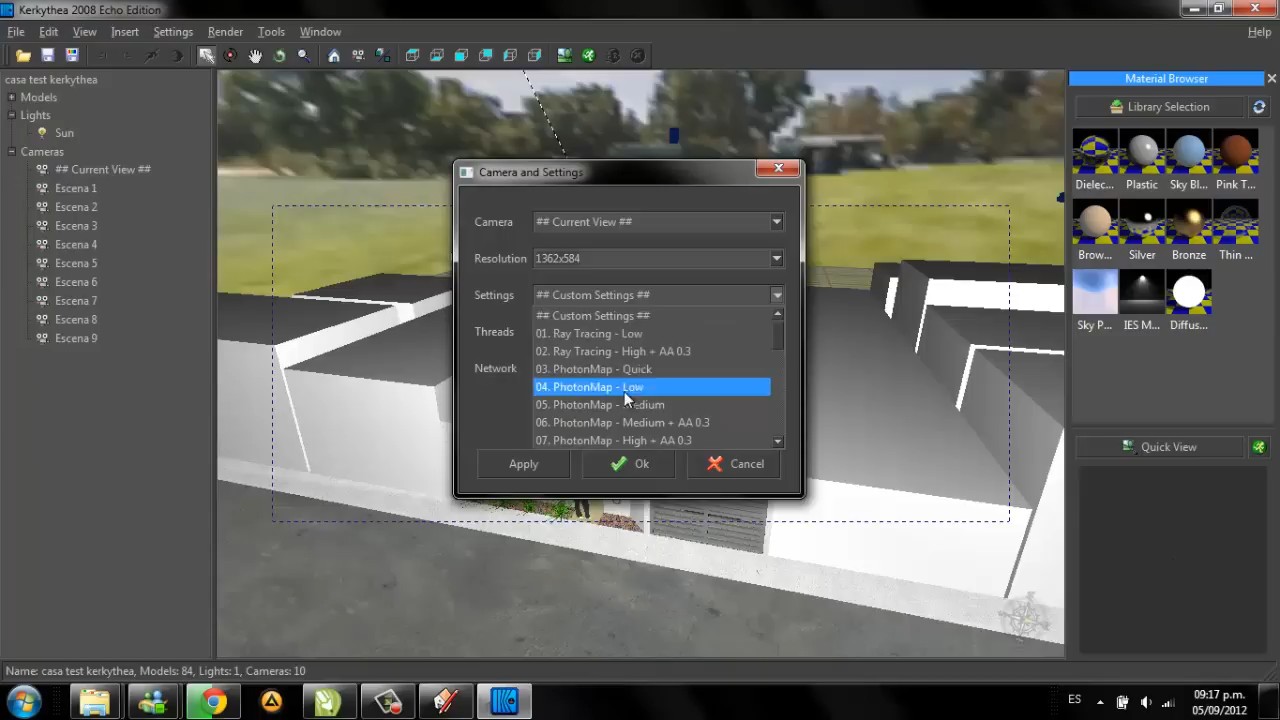 Kerkythea 2008 Echo Edition
File Edit View Insert Settings Render Tools Window Help
casa test kerkythea
Models
Lights
Sun
Cameras
## Current View ##
Escena 1
Escena 2
Escena 3
Escena 4
Escena 5
Escena 6
Escena 7
Escena 8
Escena 9
Camera and Settings
Camera ## Current View ##
Resolution 1362x584
Settings ## Custom Settings ##
## Custom Settings ##
Threads
01. Ray Tracing - Low
02. Ray Tracing - High + AA 0.3
Network
03. PhotonMap - Quick
04. PhotonMap - Low
05. PhotonMap - Medium
06. PhotonMap - Medium + AA 0.3
07. PhotonMap - High + AA 0.3
Apply Ok Cancel
Material Browser
Library Selection
Dielec... Plastic Sky Bl... Pink T...
Brow... Silver Bronze Thin ...
Sky P... IES M... Diffus...
Quick View
Name: casa test kerkythea, Models: 84, Lights: 1, Cameras: 10
ES
09:17 p.m.
05/09/2012